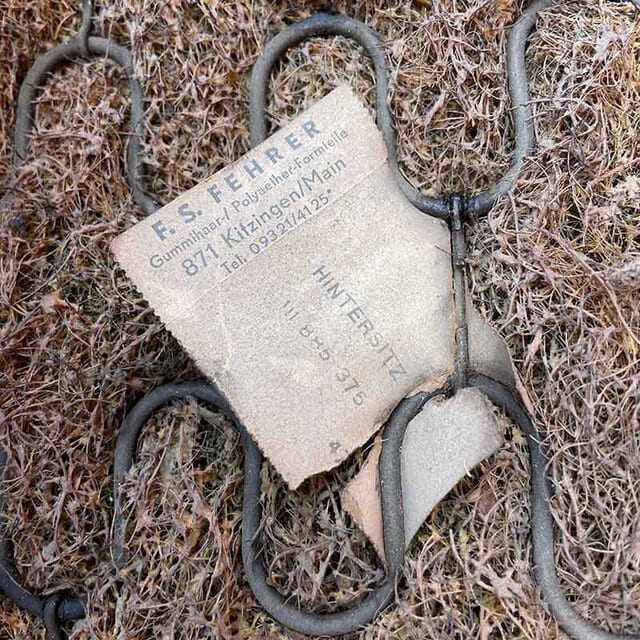 F. S. FEHRER
Gummihaar/Polyaether-Formteile
871 Kitzingen/Main
Tel. 09321/4125*
HINTERSITZ
111 885 375
4